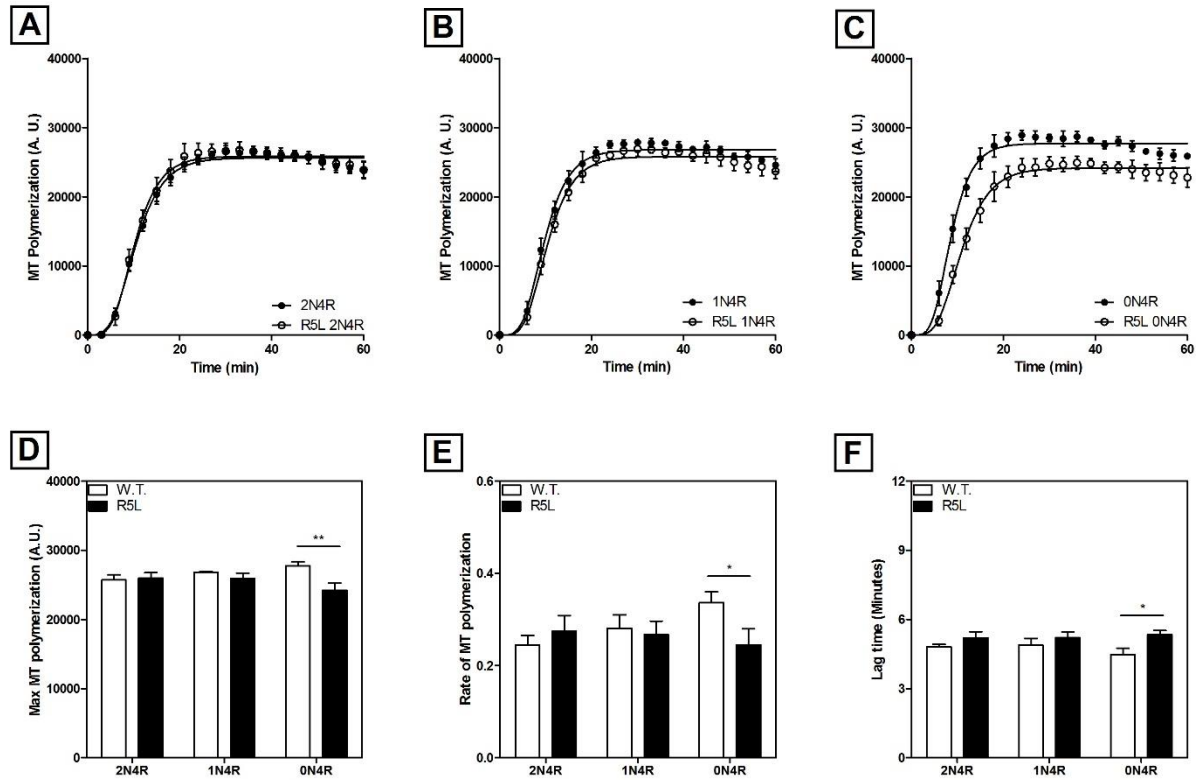 A
MT Polymerization (A. U.)
40000
30000
20000
10000
0
0 20 40 60
Time (min)
2N4R
R5L 2N4R
B
MT Polymerization (A. U.)
40000
30000
20000
10000
0
0 20 40 60
Time (min)
1N4R
R5L 1N4R
C
MT Polymerization (A. U.)
40000
30000
20000
10000
0
0 20 40 60
Time (min)
0N4R
R5L 0N4R
D
Max MT polymerization (A.U.)
40000
30000
20000
10000
0
W.T.
R5L
**
2N4R 1N4R 0N4R
E
Rate of MT polymerization
0.6
0.4
0.2
0.0
W.T.
R5L
*
2N4R 1N4R 0N4R
F
Lag time (Minutes)
12
9
6
3
0
W.T.
R5L
*
2N4R 1N4R 0N4R